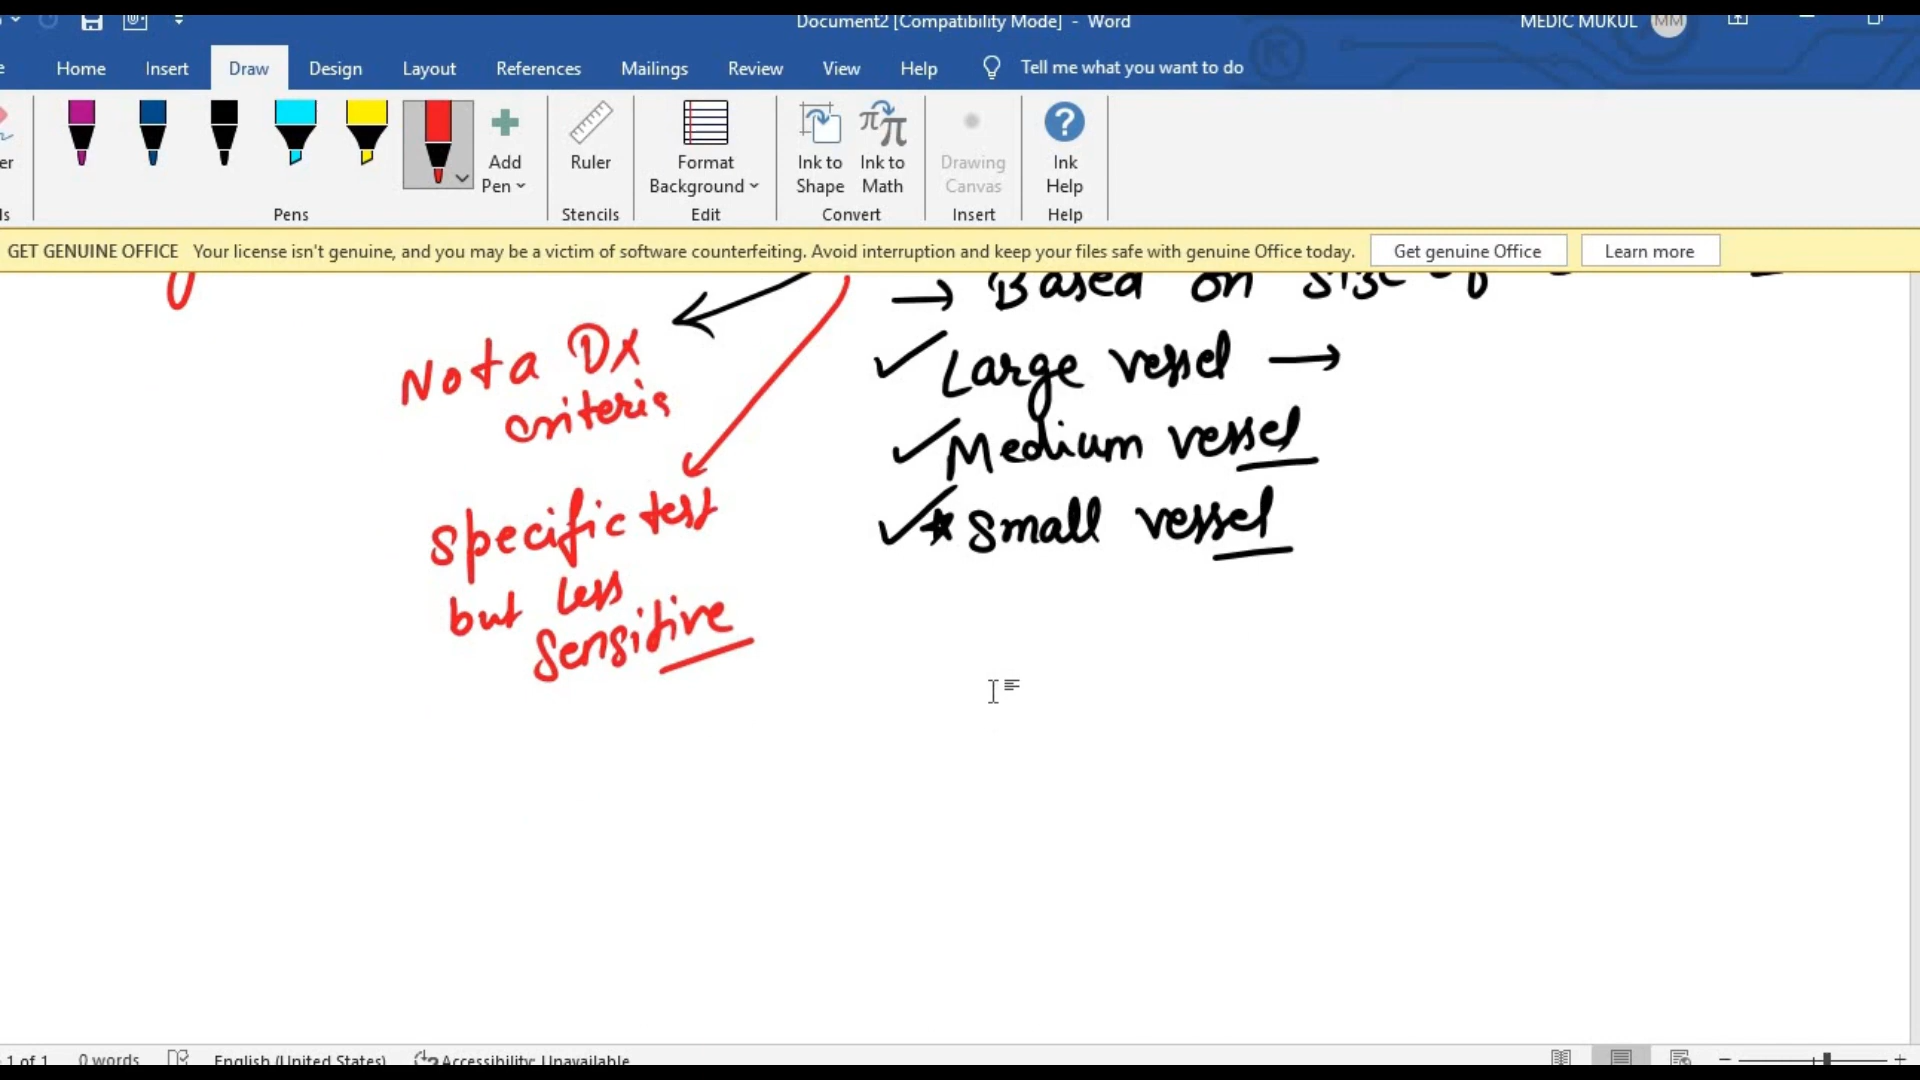 Document2 [Compatibility Mode] - Word
MEDIC MUKUL MM
Home Insert Draw Design Layout References Mailings Review View Help Tell me what you want to do
Add Pen
Ruler
Format Background
Ink to Shape
Ink to Math
Drawing Canvas
Ink Help
Pens Stencils Edit Convert Insert Help
GET GENUINE OFFICE Your license isn't genuine, and you may be a victim of software counterfeiting. Avoid interruption and keep your files safe with genuine Office today. Get genuine Office Learn more
→ Based on size of
Not a Dx
criteria
✓ Large vessel →
✓ Medium vessel
✓★ Small vessel
Specific test
but less
sensitive
1 of 1 0 words English (United States) Accessibility: Unavailable